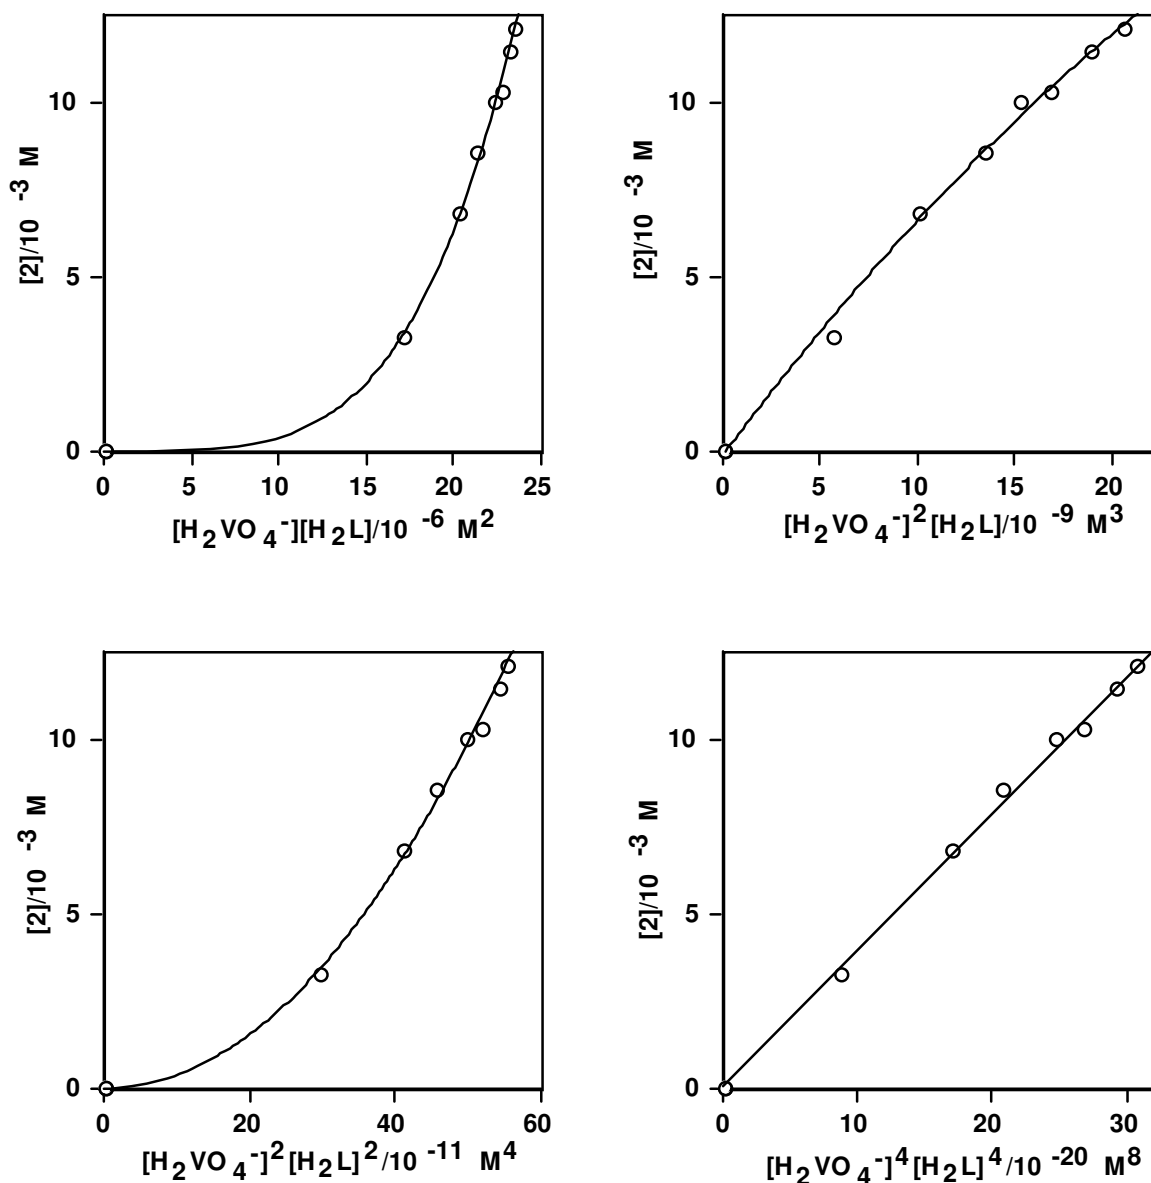 [2]/10 -3 M
10
5
0
0 5 10 15 20 25
[H2VO4-][H2L]/10 -6 M2
[2]/10 -3 M
10
5
0
0 5 10 15 20
[H2VO4-]2[H2L]/10 -9 M3
[2]/10 -3 M
10
5
0
0 20 40 60
[H2VO4-]2[H2L]2/10 -11 M4
[2]/10 -3 M
10
5
0
0 10 20 30
[H2VO4-]4[H2L]4/10 -20 M8